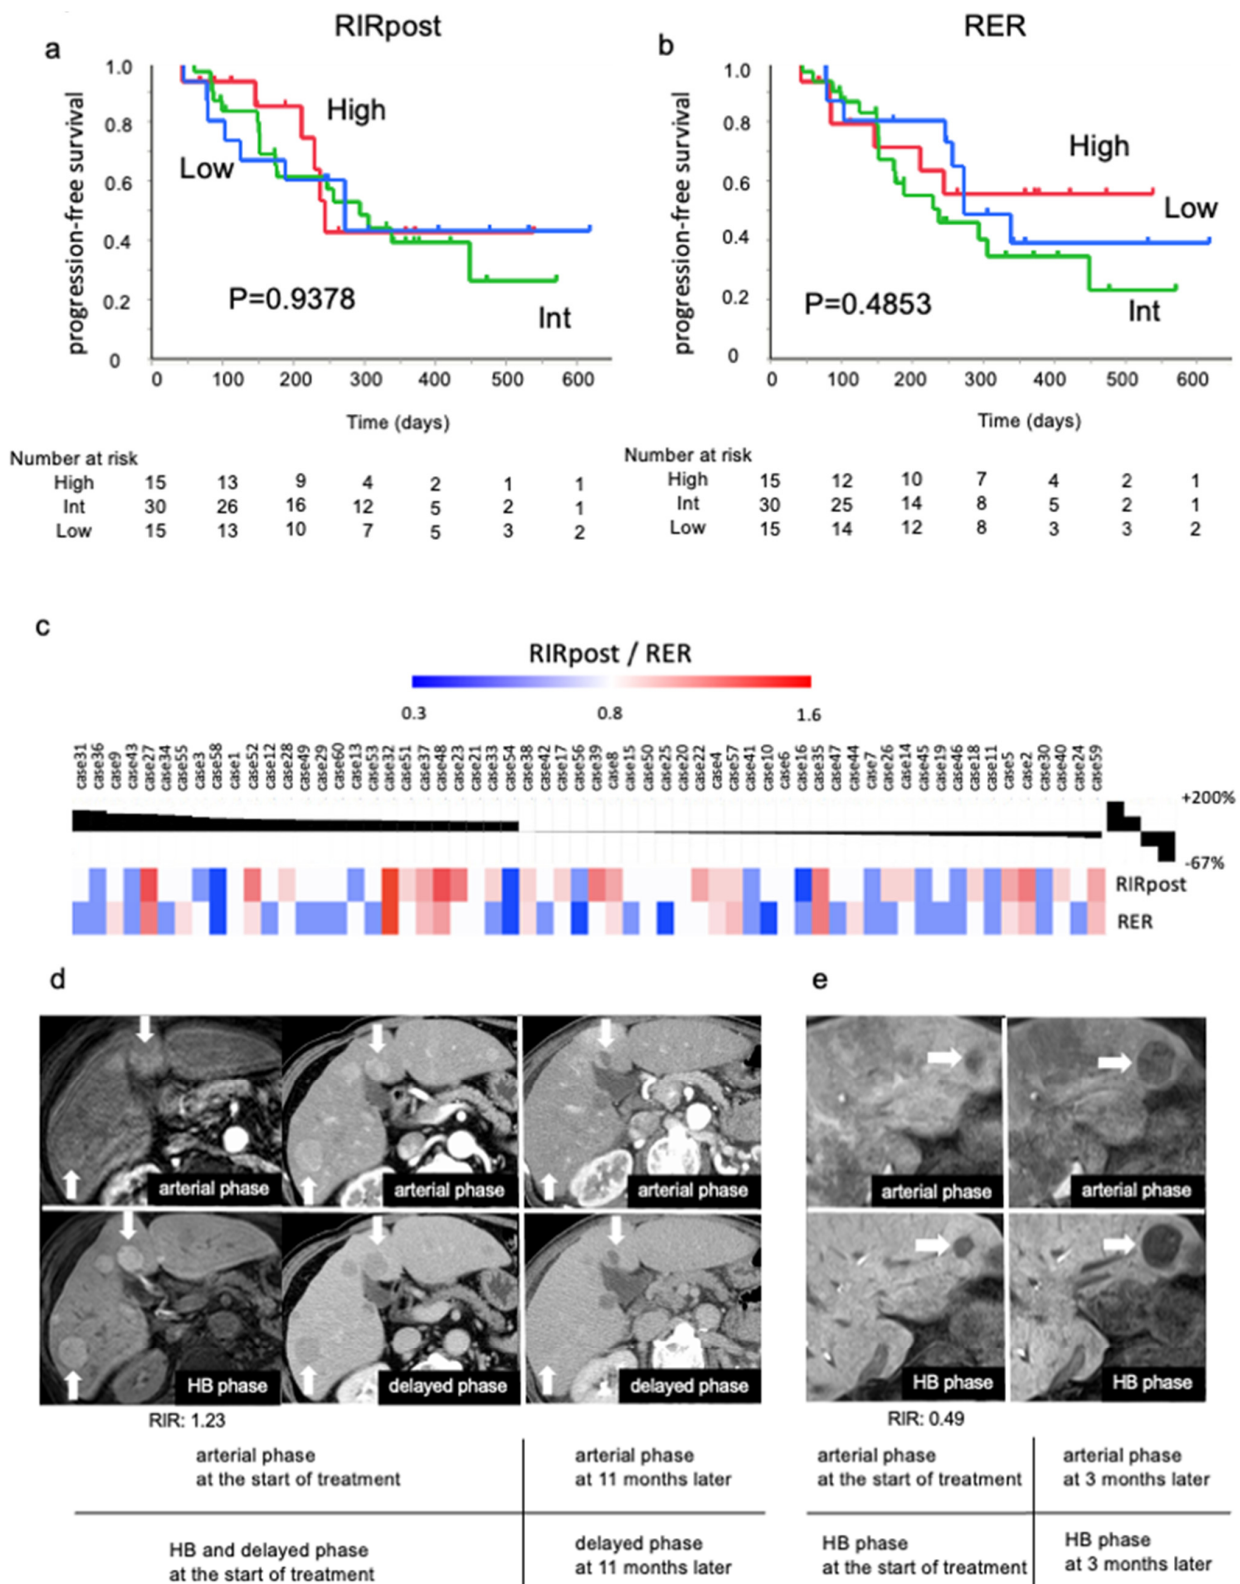 RIRpost
RER
a
b
progression-free survival
1.0
0.8
0.6
0.4
0.2
0
High
Low
Int
P=0.9378
0 100 200 300 400 500 600
Time (days)
progression-free survival
1.0
0.8
0.6
0.4
0.2
0
High
Low
Int
P=0.4853
0 100 200 300 400 500 600
Time (days)
Number at risk
High 15 13 9 4 2 1 1
Int 30 26 16 12 5 2 1
Low 15 13 10 7 5 3 2
Number at risk
High 15 12 10 7 4 2 1
Int 30 25 14 8 5 2 1
Low 15 14 12 8 3 3 2
c
RIRpost / RER
0.3 0.8 1.6
case31 case36 case9 case43 case27 case34 case55 case3 case58 case1 case52 case12 case28 case49 case29 case60 case13 case53 case32 case51 case37 case48 case23 case21 case33 case54 case38 case42 case17 case56 case39 case8 case15 case50 case25 case20 case22 case4 case57 case41 case10 case6 case16 case35 case47 case44 case7 case26 case14 case45 case19 case46 case18 case11 case5 case2 case30 case40 case24 case59
+200%
-67%
RIRpost
RER
d
e
arterial phase
arterial phase
arterial phase
arterial phase
arterial phase
HB phase
delayed phase
delayed phase
HB phase
HB phase
RIR: 1.23
RIR: 0.49
arterial phase
at the start of treatment
arterial phase
at 11 months later
arterial phase
at the start of treatment
arterial phase
at 3 months later
HB and delayed phase
at the start of treatment
delayed phase
at 11 months later
HB phase
at the start of treatment
HB phase
at 3 months later